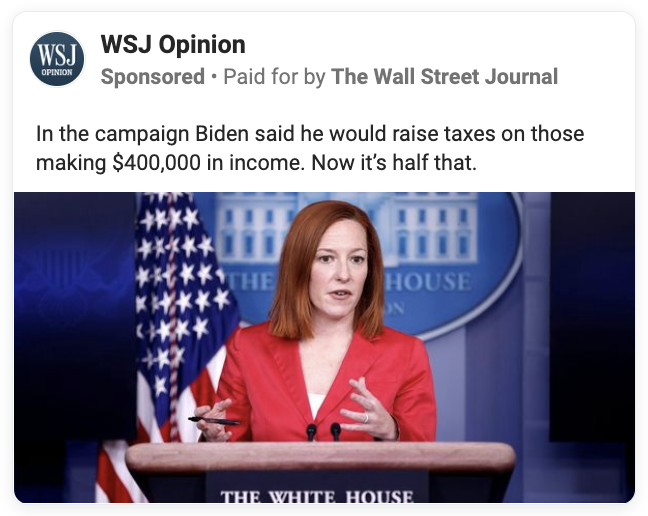 WSJ
OPINION
WSJ Opinion
Sponsored • Paid for by The Wall Street Journal
In the campaign Biden said he would raise taxes on those
making $400,000 in income. Now it’s half that.
THE HOUSE
ON
THE WHITE HOUSE